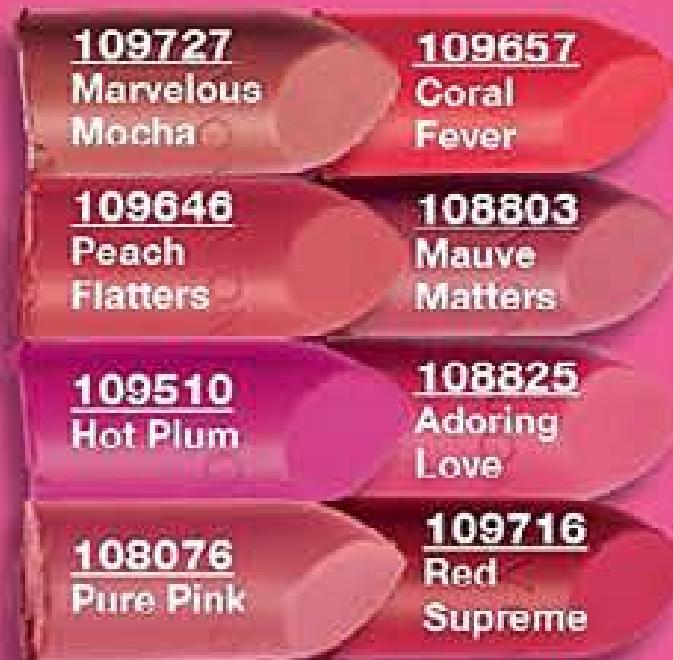 109727
Marvelous
Mocha
109657
Coral
Fever
109646
Peach
Flatters
108803
Mauve
Matters
109510
Hot Plum
108825
Adoring
Love
108076
Pure Pink
109716
Red
Supreme